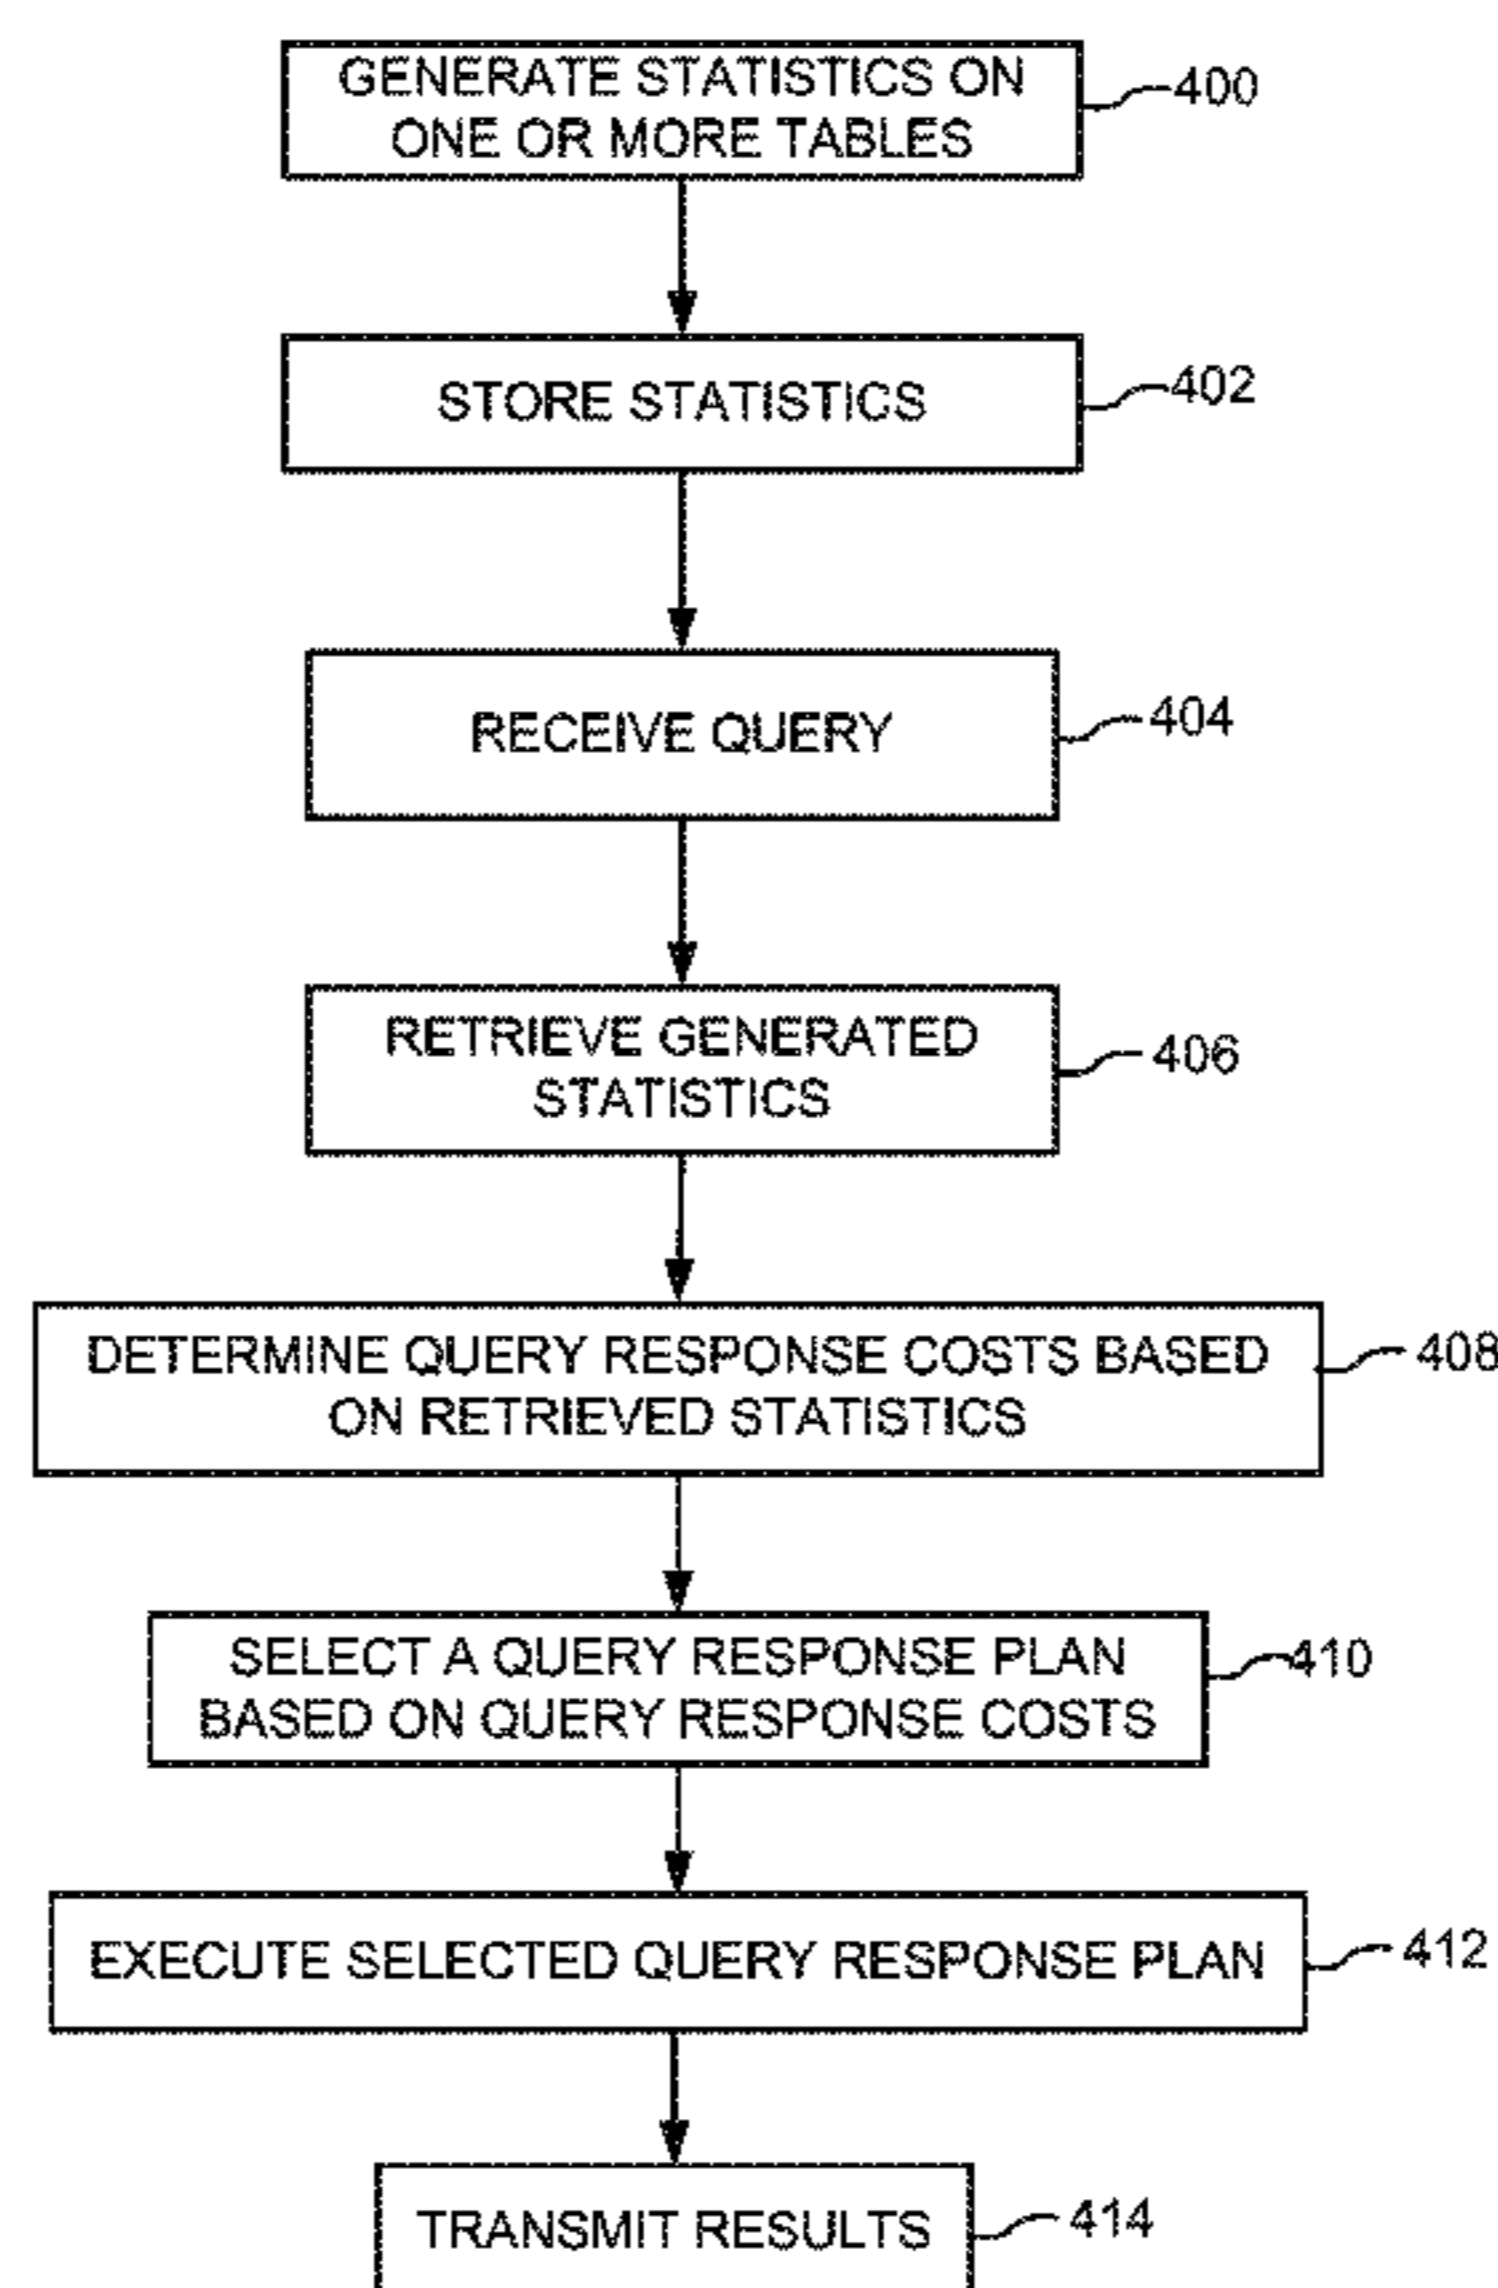 GENERATE STATISTICS ON
ONE OR MORE TABLES
400
STORE STATISTICS
402
RECEIVE QUERY
404
RETRIEVE GENERATED
STATISTICS
406
DETERMINE QUERY RESPONSE COSTS BASED
ON RETRIEVED STATISTICS
408
SELECT A QUERY RESPONSE PLAN
BASED ON QUERY RESPONSE COSTS
410
EXECUTE SELECTED QUERY RESPONSE PLAN
412
TRANSMIT RESULTS
414